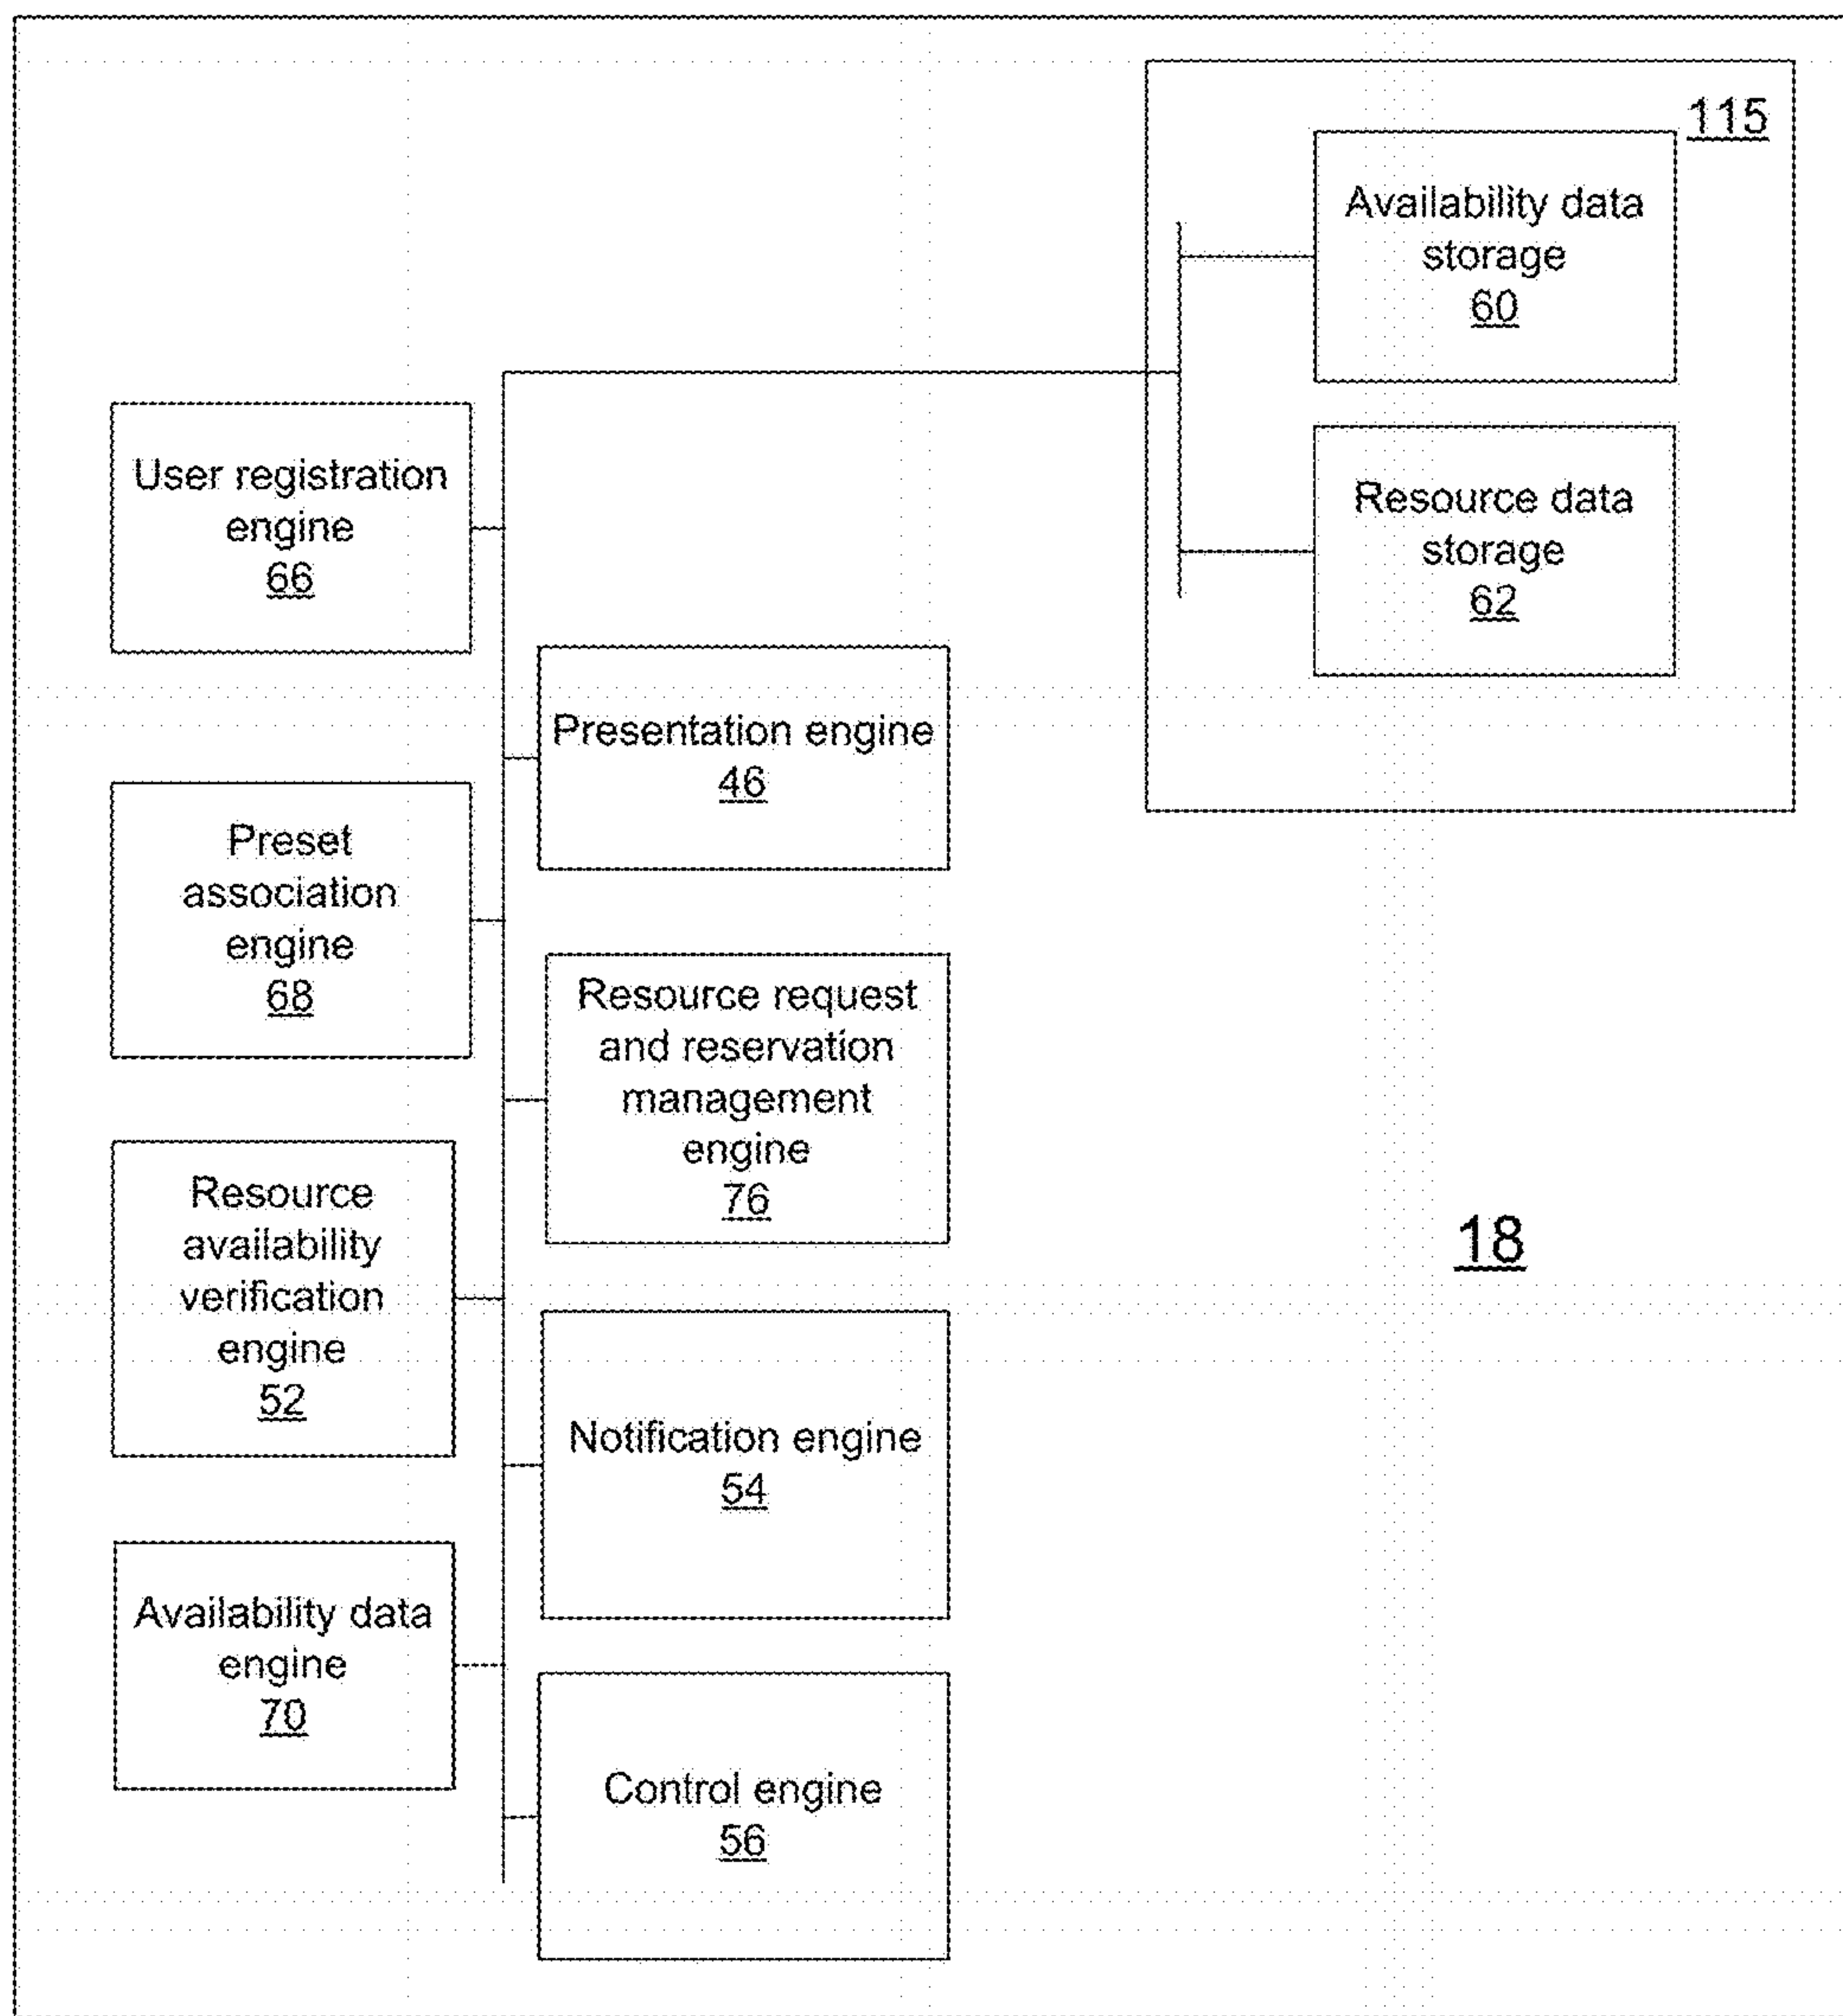 115
Availability data
storage
60
Resource data
storage
62
User registration
engine
66
Presentation engine
46
Preset
association
engine
68
Resource request
and reservation
management
engine
76
Resource
availability
verification
engine
52
18
Notification engine
54
Availability data
engine
70
Control engine
56